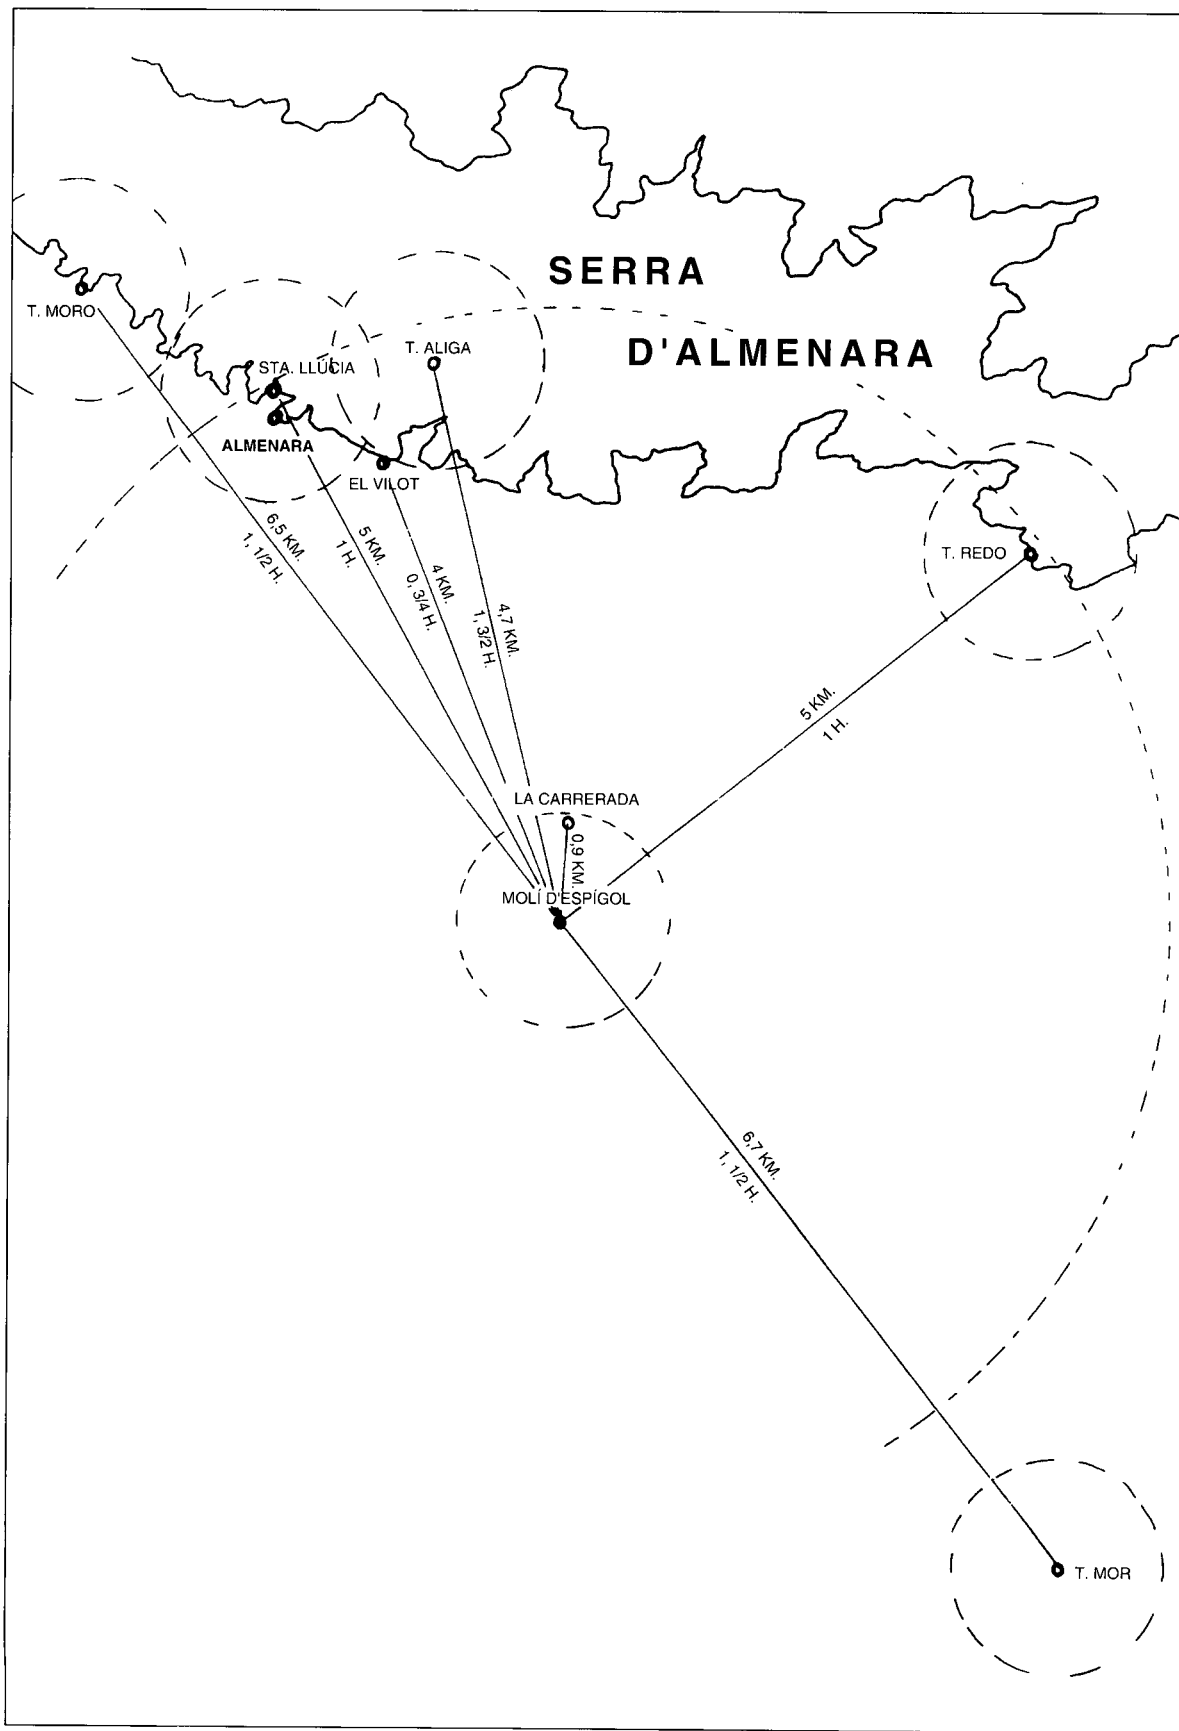 SERRA
D'ALMENARA
T. MORO
STA. LLÚCIA
T. ALIGA
ALMENARA
EL VILOT
T. REDO
6,5 KM.
1, 1/2 H.
5 KM.
1 H.
4 KM.
0, 3/4 H.
4,7 KM.
1, 3/2 H.
5 KM.
1 H.
LA CARRERADA
0,9 KM.
MOLÍ D'ESPÍGOL
6,7 KM.
1, 1/2 H.
T. MOR